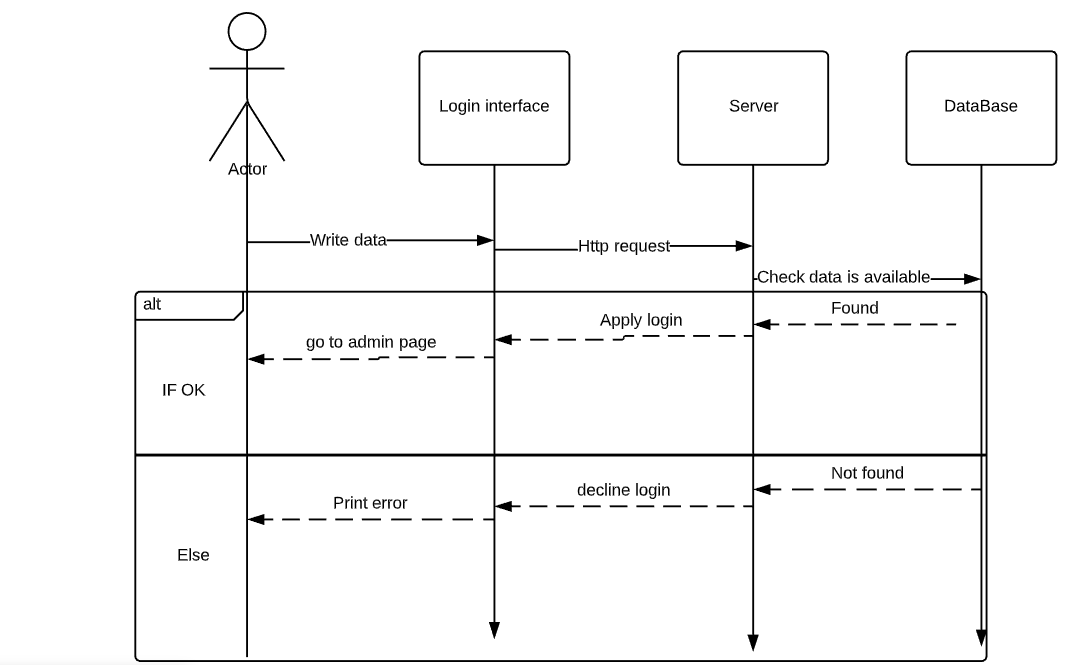 Login interface
Server
DataBase
Actor
Write data
Http request
Check data is available
alt
Found
Apply login
go to admin page
IF OK
Not found
decline login
Print error
Else